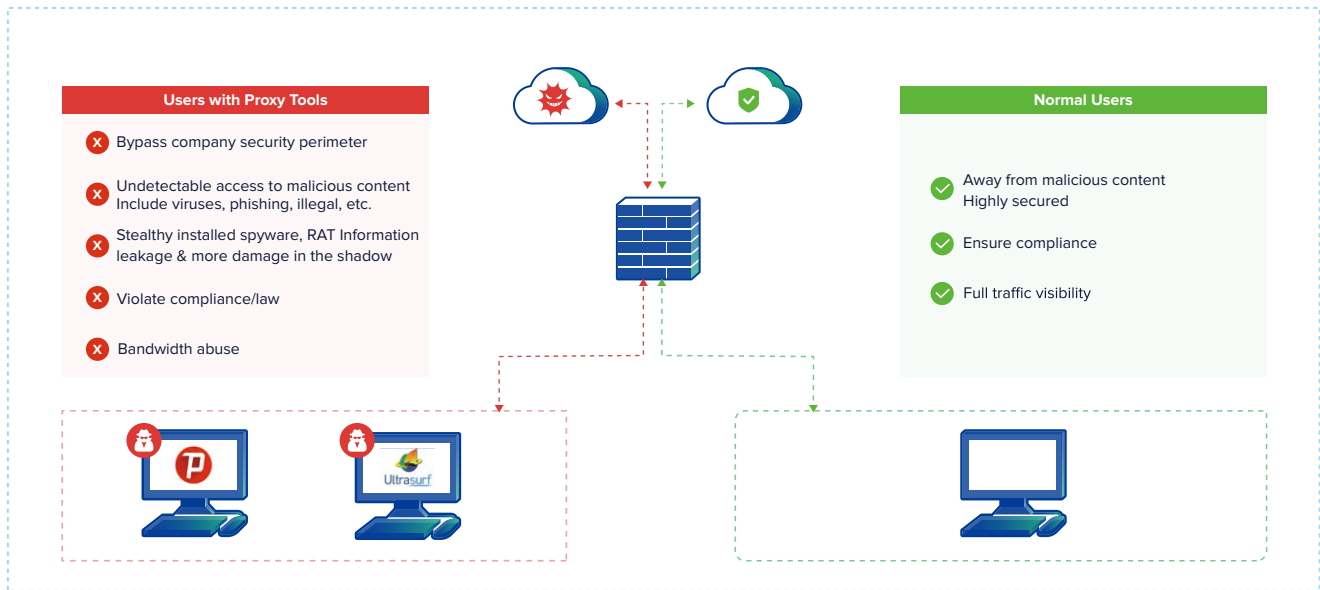 Users with Proxy Tools
X Bypass company security perimeter
X Undetectable access to malicious content
Include viruses, phishing, illegal, etc.
X Stealthy installed spyware, RAT Information
leakage & more damage in the shadow
X Violate compliance/law
X Bandwidth abuse
Normal Users
Away from malicious content
Highly secured
Ensure compliance
Full traffic visibility
P
Ultrasurf